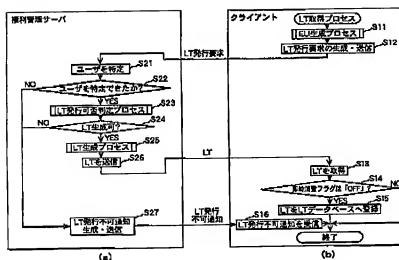 権利管理サーバ
クライアント
LT取得プロセス
S11
EU生成プロセス
S12
LT発行要求の生成・送信
LT発行要求
S21
ユーザを特定
S22
ユーザを特定できたか?
NO
YES
S23
LT発行可否判定プロセス
S24
LT生成可?
NO
YES
S25
LT生成プロセス
S26
LTを送信
LT
S13
LTを取得
S14
フラグは「OFF」?
NO
YES
S15
LTをLTデータベースへ登録
S27
LT発行不可通知
生成・送信
LT発行
不可通知
S16
LT発行不可通知を受信
終了
(a)
(b)